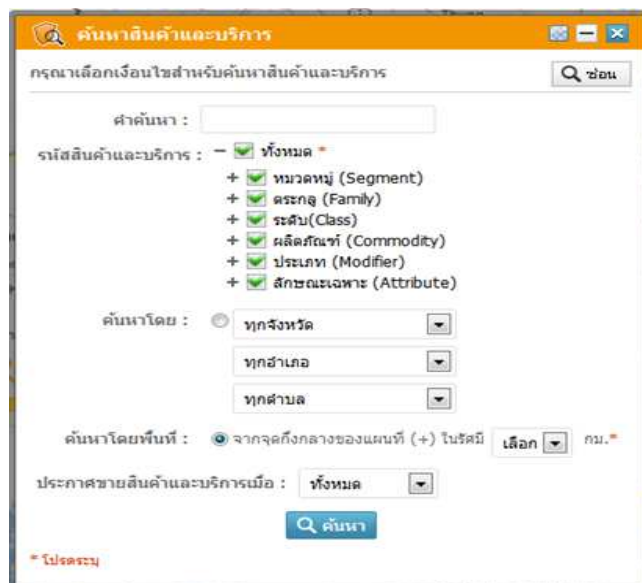 ค้นหาสินค้าและบริการ
กรุณาเลือกเงื่อนไขสำหรับค้นหาสินค้าและบริการ ซ่อน
คำค้นหา :
รหัสสินค้าและบริการ : ทั้งหมด *
+ หมวดหมู่ (Segment)
+ ตระกลู (Family)
+ ระดับ(Class)
+ ผลิตภัณฑ์ (Commodity)
+ ประเภท (Modifier)
+ ลักษณะเฉพาะ (Attribute)
ค้นหาโดย : ทุกจังหวัด
ทุกอำเภอ
ทุกตำบล
ค้นหาโดยพื้นที่ : จากจุดกึ่งกลางของแผนที่ (+) ในรัศมี เลือก กม.*
ประกาศขายสินค้าและบริการเมื่อ : ทั้งหมด
ค้นหา
* โปรดระบุ